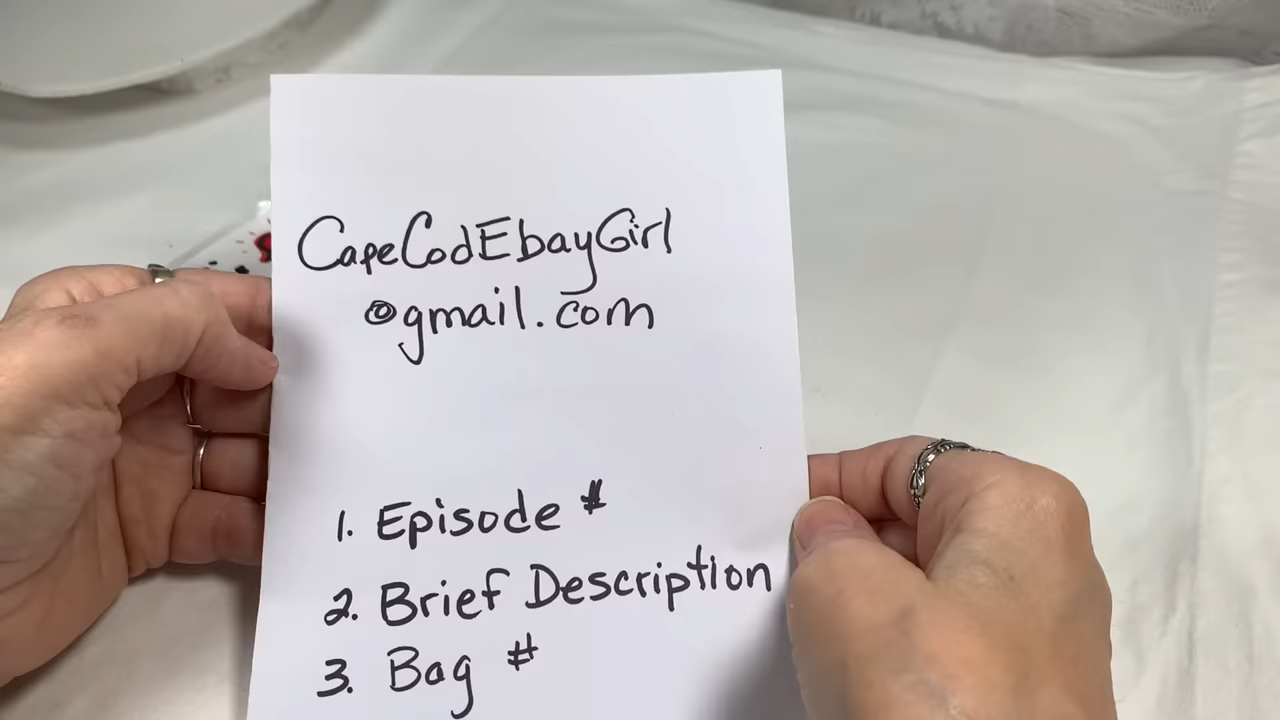 CapeCodEbayGirl
@gmail.com
1. Episode #
2. Brief Description
3. Bag #